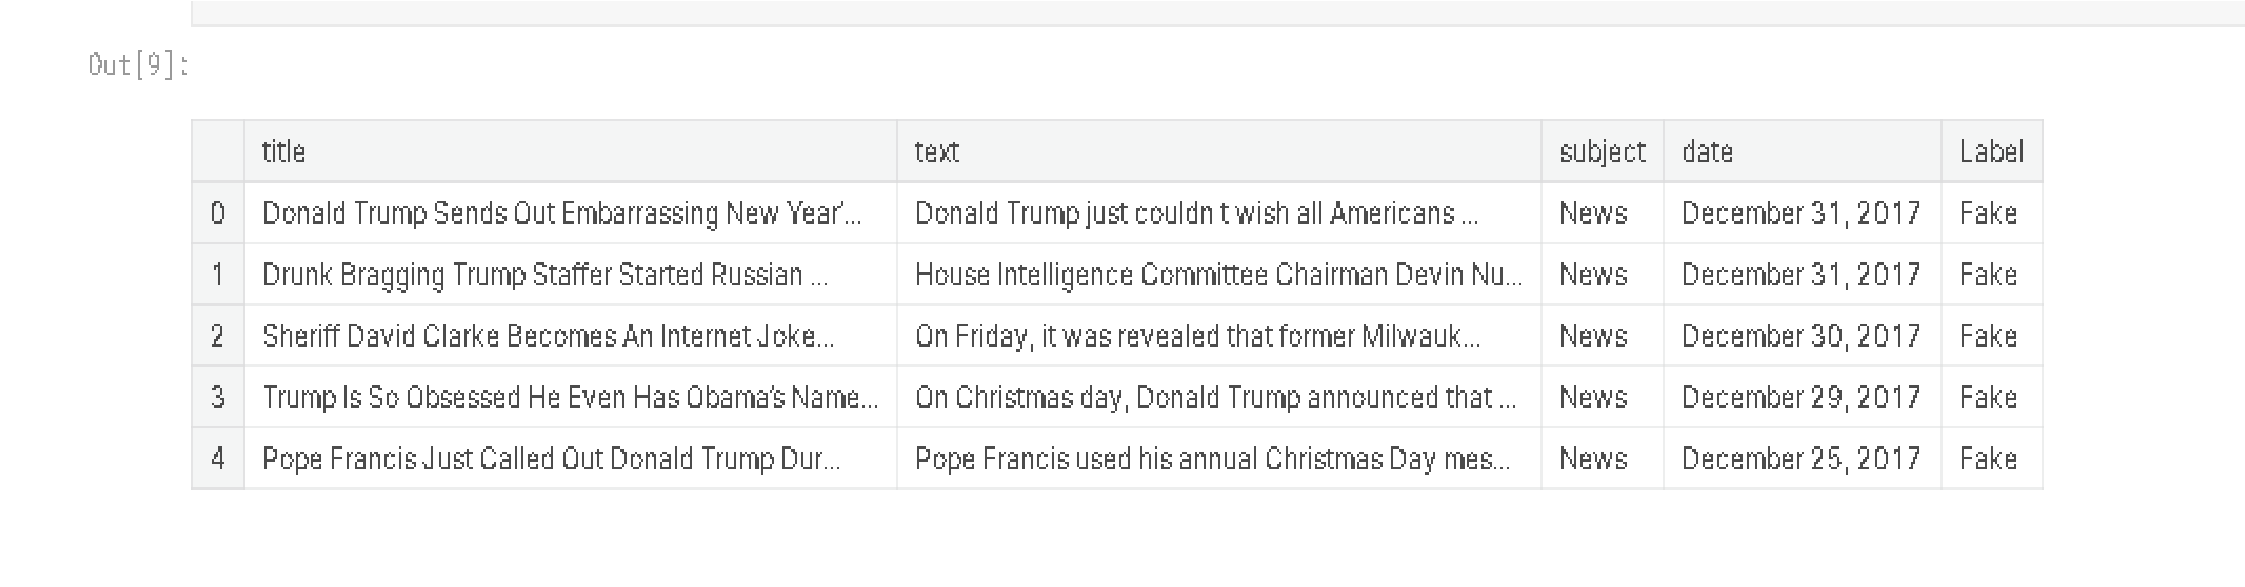 Out[9]:
title text subject date Label
0 Donald Trump Sends Out Embarrassing New Year'... Donald Trump just couldn t wish all Americans ... News December 31, 2017 Fake
1 Drunk Bragging Trump Staffer Started Russian ... House Intelligence Committee Chairman Devin Nu... News December 31, 2017 Fake
2 Sheriff David Clarke Becomes An Internet Joke... On Friday, it was revealed that former Milwauk... News December 30, 2017 Fake
3 Trump Is So Obsessed He Even Has Obama's Name... On Christmas day, Donald Trump announced that ... News December 29, 2017 Fake
4 Pope Francis Just Called Out Donald Trump Dur... Pope Francis used his annual Christmas Day mes... News December 25, 2017 Fake